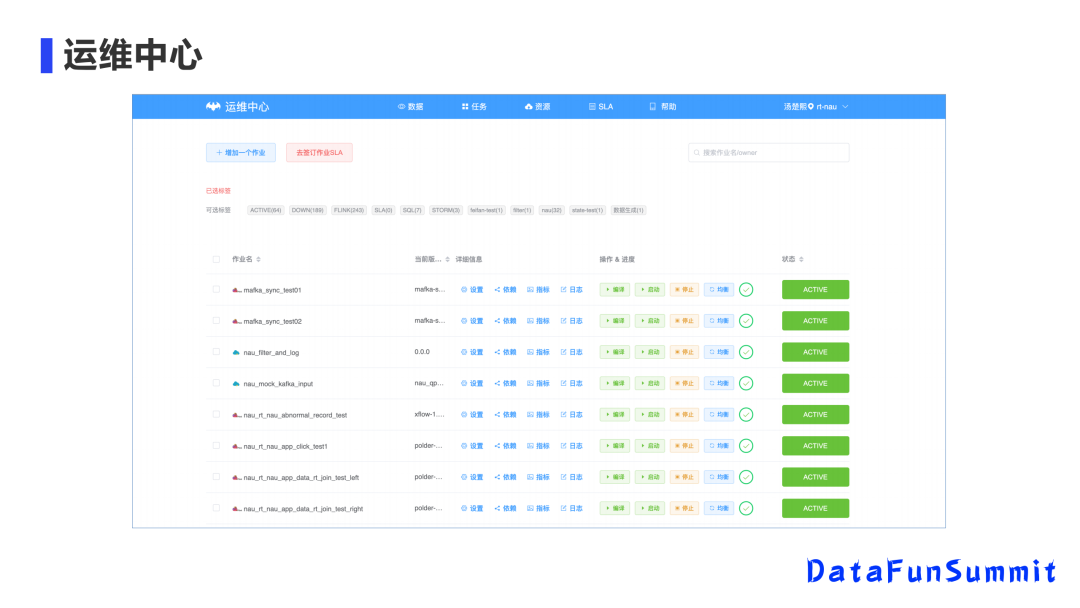 运维中心
运维中心 数据 任务 资源 SLA 帮助 汤楚熙 rt-nau
+ 增加一个作业 去签订作业SLA 搜索作业名/owner
已选标签
可选标签 ACTIVE(64) DOWN(189) FLINK(243) SLA(0) SQL(7) STORM(3) feifan-test(1) filter(1) nau(32) state-test(1) 数据生成(1)
作业名 当前版... 详细信息 操作 & 进度 状态
mafka_sync_test01 mafka-s... 设置 依赖 指标 日志 编译 启动 停止 均衡 ACTIVE
mafka_sync_test02 mafka-s... 设置 依赖 指标 日志 编译 启动 停止 均衡 ACTIVE
nau_filter_and_log 0.0.0 设置 依赖 指标 日志 编译 启动 停止 均衡 ACTIVE
nau_mock_kafka_input nau_qp... 设置 依赖 指标 日志 编译 启动 停止 均衡 ACTIVE
nau_rt_nau_abnormal_record_test xflow-1.... 设置 依赖 指标 日志 编译 启动 停止 均衡 ACTIVE
nau_rt_nau_app_click_test1 polder-... 设置 依赖 指标 日志 编译 启动 停止 均衡 ACTIVE
nau_rt_nau_app_data_rt_join_test_left polder-... 设置 依赖 指标 日志 编译 启动 停止 均衡 ACTIVE
nau_rt_nau_app_data_rt_join_test_right polder-... 设置 依赖 指标 日志 编译 启动 停止 均衡 ACTIVE
DataFunSummit